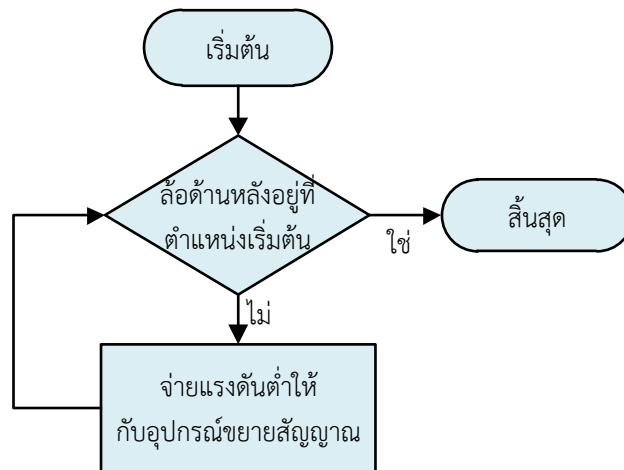 เริ่มต้น
ล้อด้านหลังอยู่ที่
ตำแหน่งเริ่มต้น
ใช่
สิ้นสุด
ไม่
จ่ายแรงดันต่ำให้
กับอุปกรณ์ขยายสัญญาณ